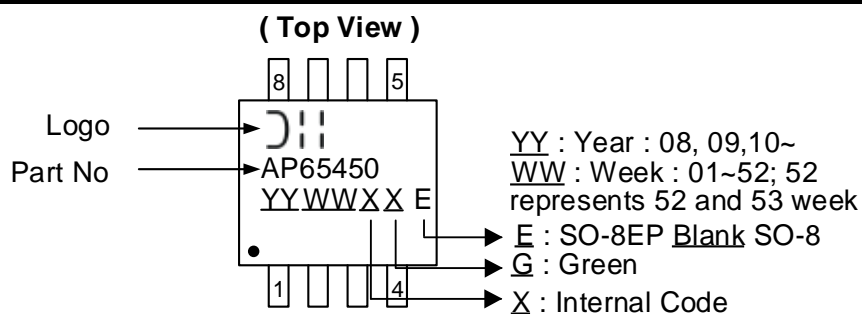 ( Top View )
8 5
Logo
Part No
AP65450
YYWWXX E
1 4
YY : Year : 08, 09,10~
WW : Week : 01~52; 52
represents 52 and 53 week
E : SO-8EP Blank SO-8
G : Green
X : Internal Code